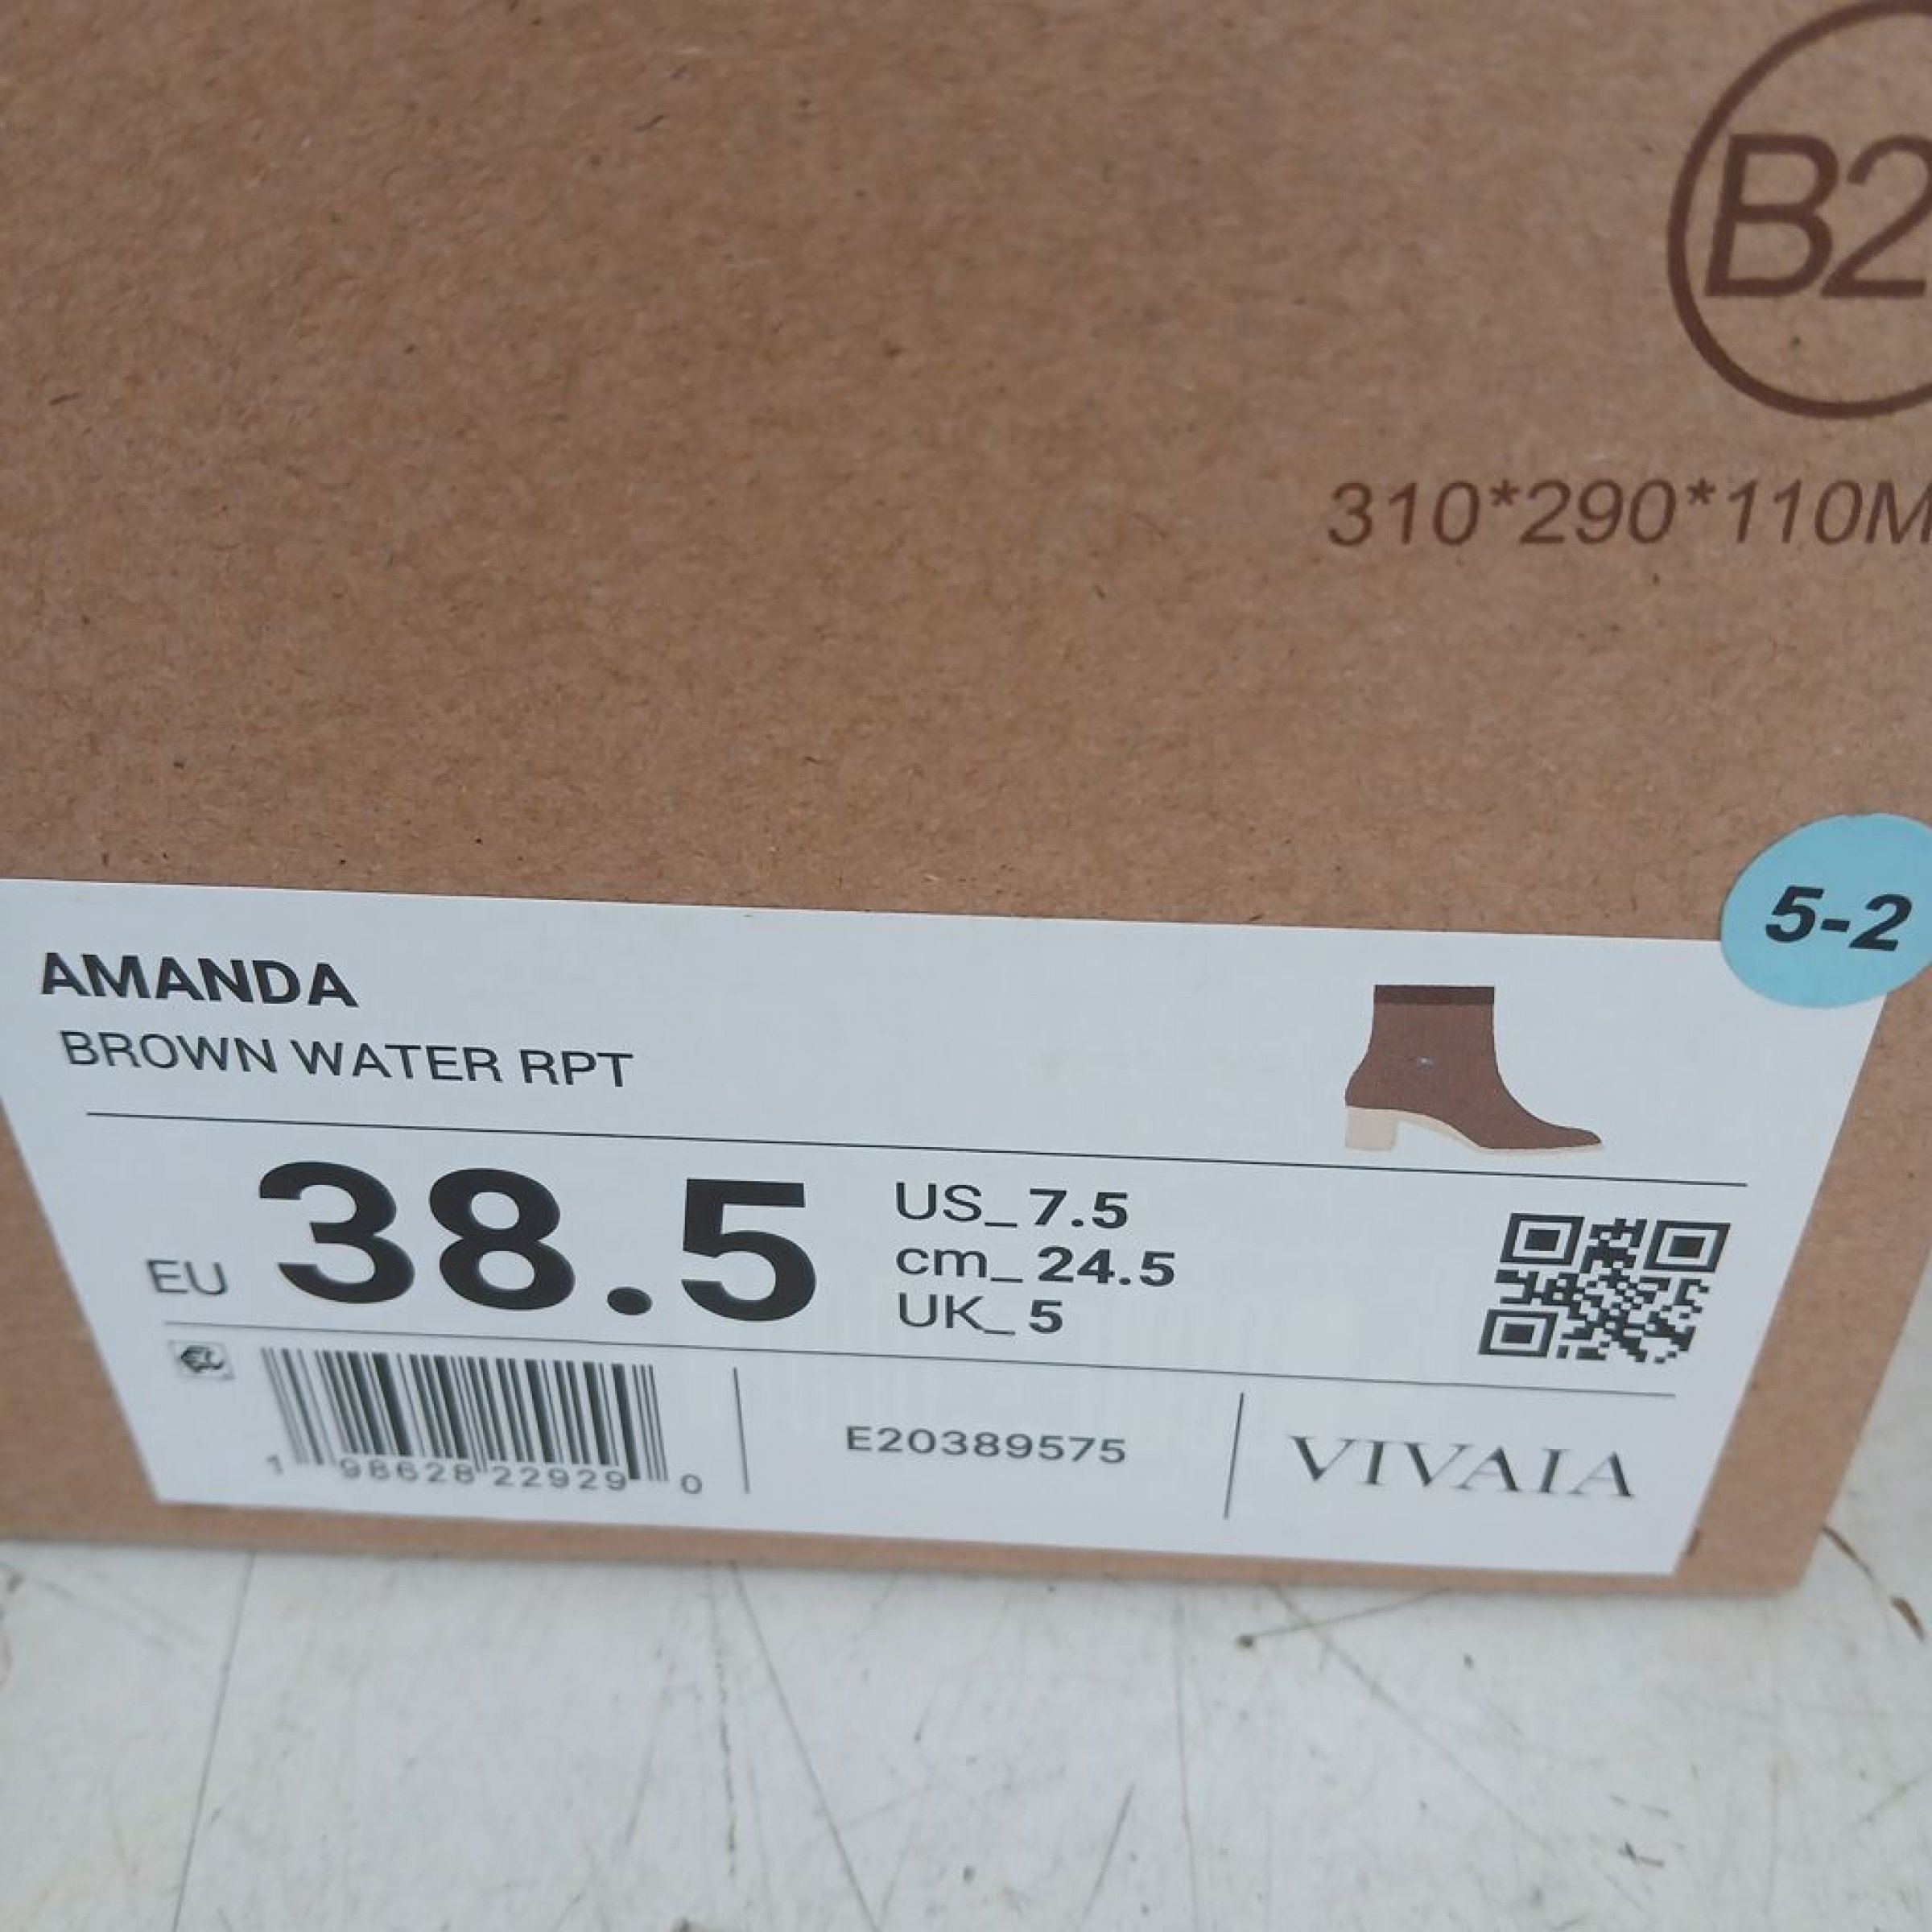 B2
310*290*110M
5-2
AMANDA
BROWN WATER RPT
EU 38.5
US_7.5
cm_24.5
UK_5
1 98628 22929 0
E20389575
VIVAIA